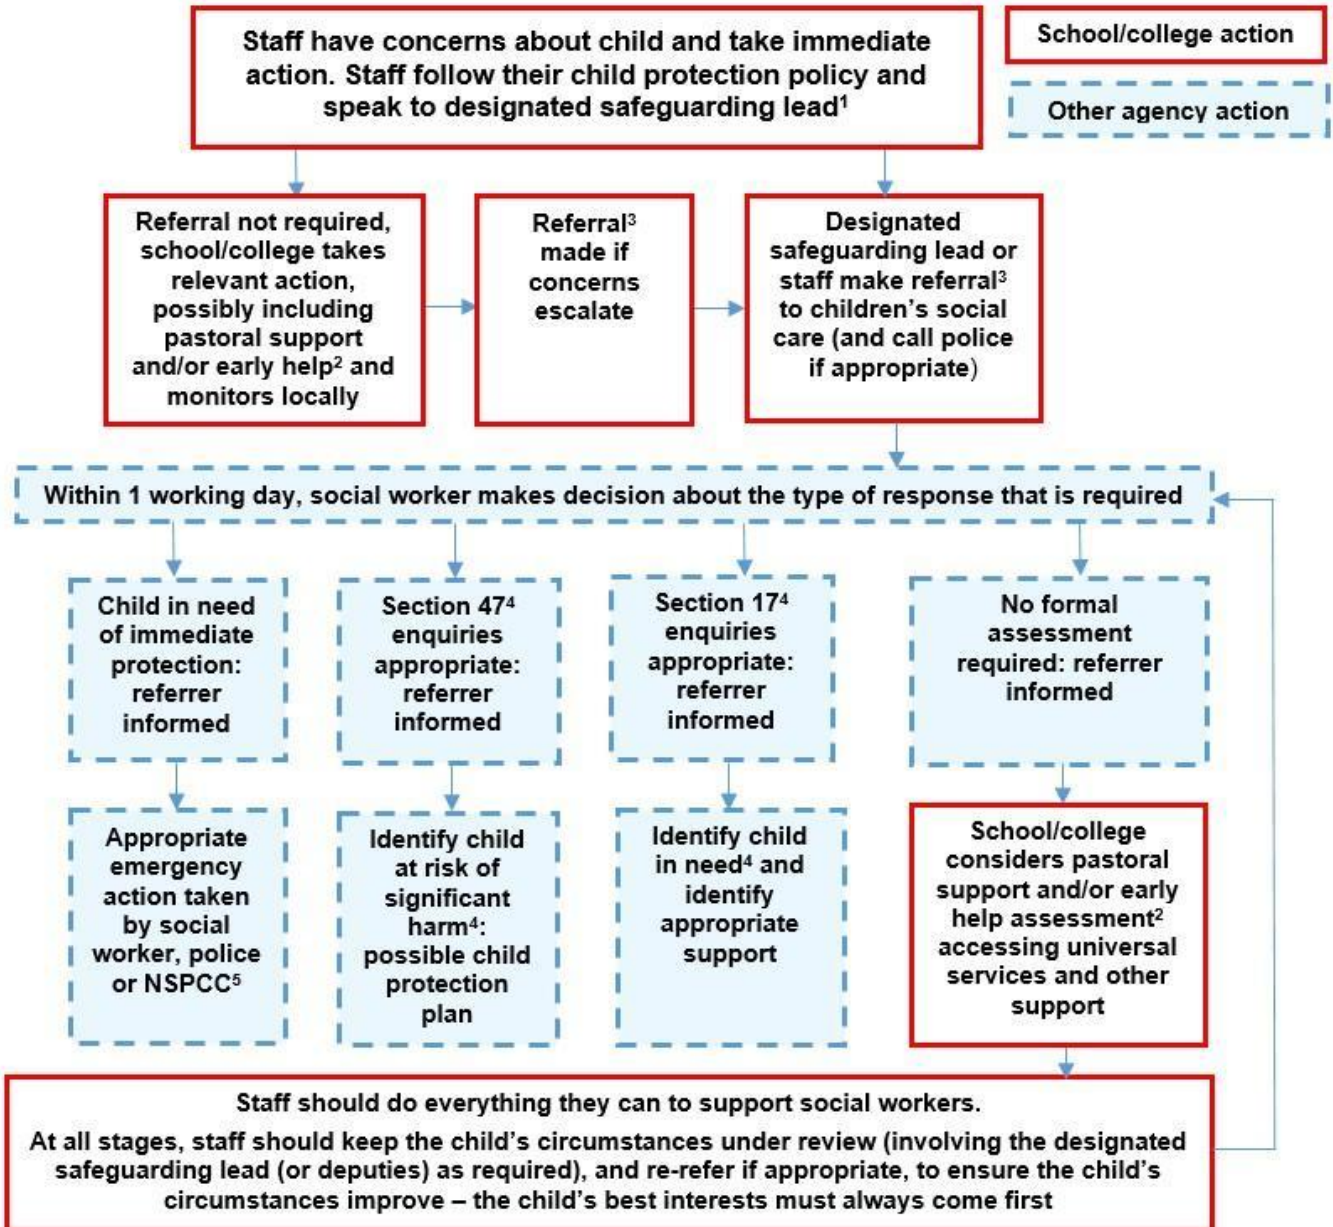 Staff have concerns about child and take immediate
action. Staff follow their child protection policy and
speak to designated safeguarding lead¹
School/college action
Other agency action
Referral not required,
school/college takes
relevant action,
possibly including
pastoral support
and/or early help² and
monitors locally
Referral³
made if
concerns
escalate
Designated
safeguarding lead or
staff make referral³
to children’s social
care (and call police
if appropriate)
Within 1 working day, social worker makes decision about the type of response that is required
Child in need
of immediate
protection:
referrer
informed
Section 47⁴
enquiries
appropriate:
referrer
informed
Section 17⁴
enquiries
appropriate:
referrer
informed
No formal
assessment
required: referrer
informed
Appropriate
emergency
action taken
by social
worker, police
or NSPCC⁵
Identify child
at risk of
significant
harm⁴:
possible child
protection
plan
Identify child
in need⁴ and
identify
appropriate
support
School/college
considers pastoral
support and/or early
help assessment²
accessing universal
services and other
support
Staff should do everything they can to support social workers.
At all stages, staff should keep the child’s circumstances under review (involving the designated
safeguarding lead (or deputies) as required), and re-refer if appropriate, to ensure the child’s
circumstances improve – the child’s best interests must always come first